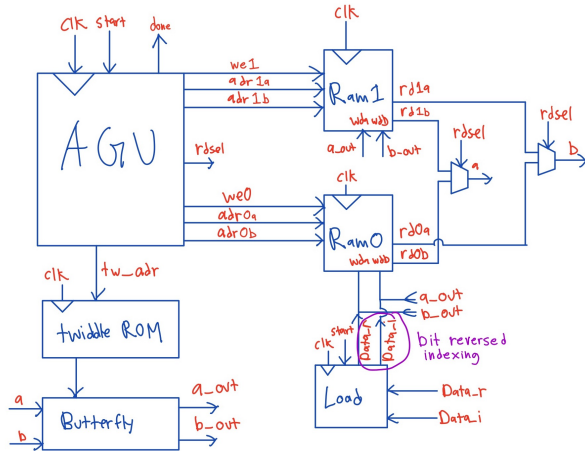 clk start done
clk
AGU
we1
adr1a
adr1b
Ram1
wda wdb
rd1a
rd1b
rdsel
rdsel
a_out b_out
rdsel
a
b
clk
we0
adr0a
adr0b
Ram0
wda wdb
rd0a
rd0b
tw_adr
clk
twiddle ROM
a_out
b_out
bit reversed
indexing
clk start Data_r Data_i
Load
Data_r
Data_i
a
b
Butterfly
a_out
b_out